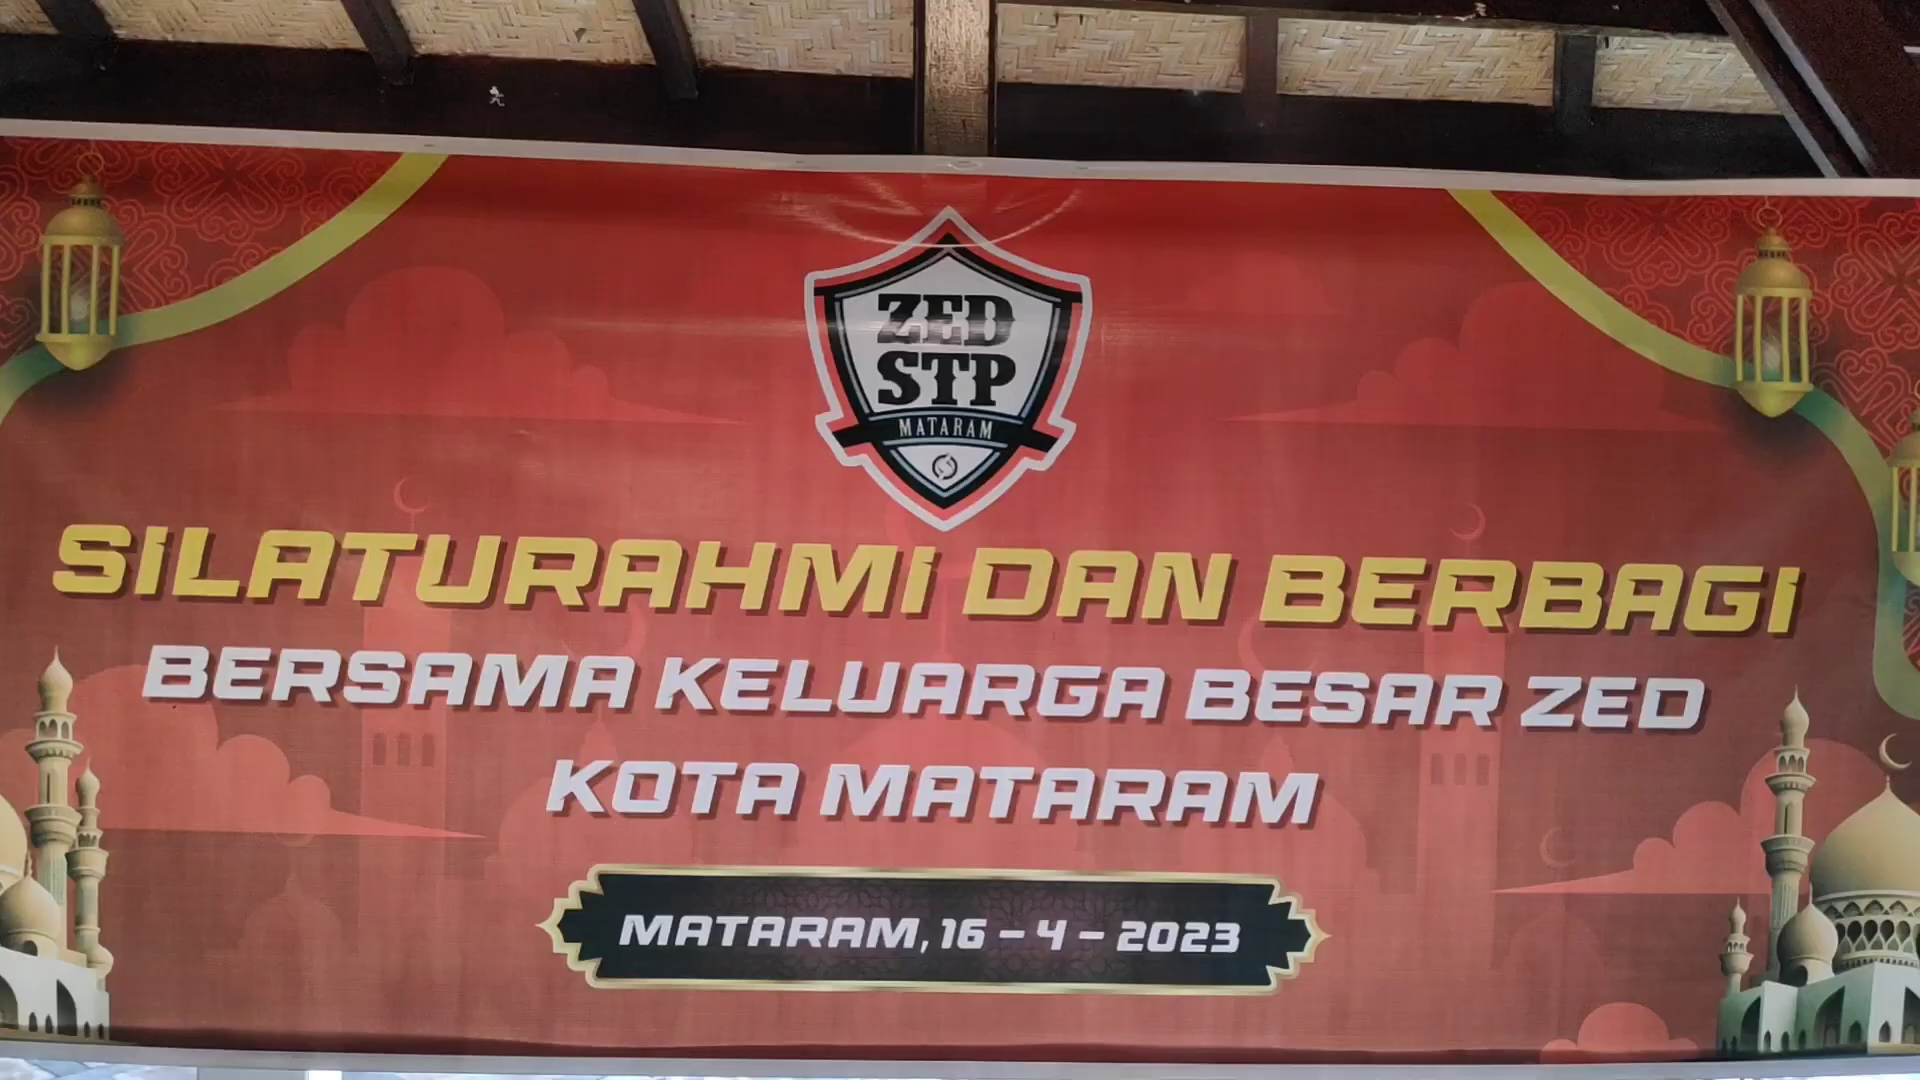 ZED
STP
MATARAM
SILATURAHMI DAN BERBAGI
BERSAMA KELUARGA BESAR ZED
KOTA MATARAM
MATARAM, 16 - 4 - 2023